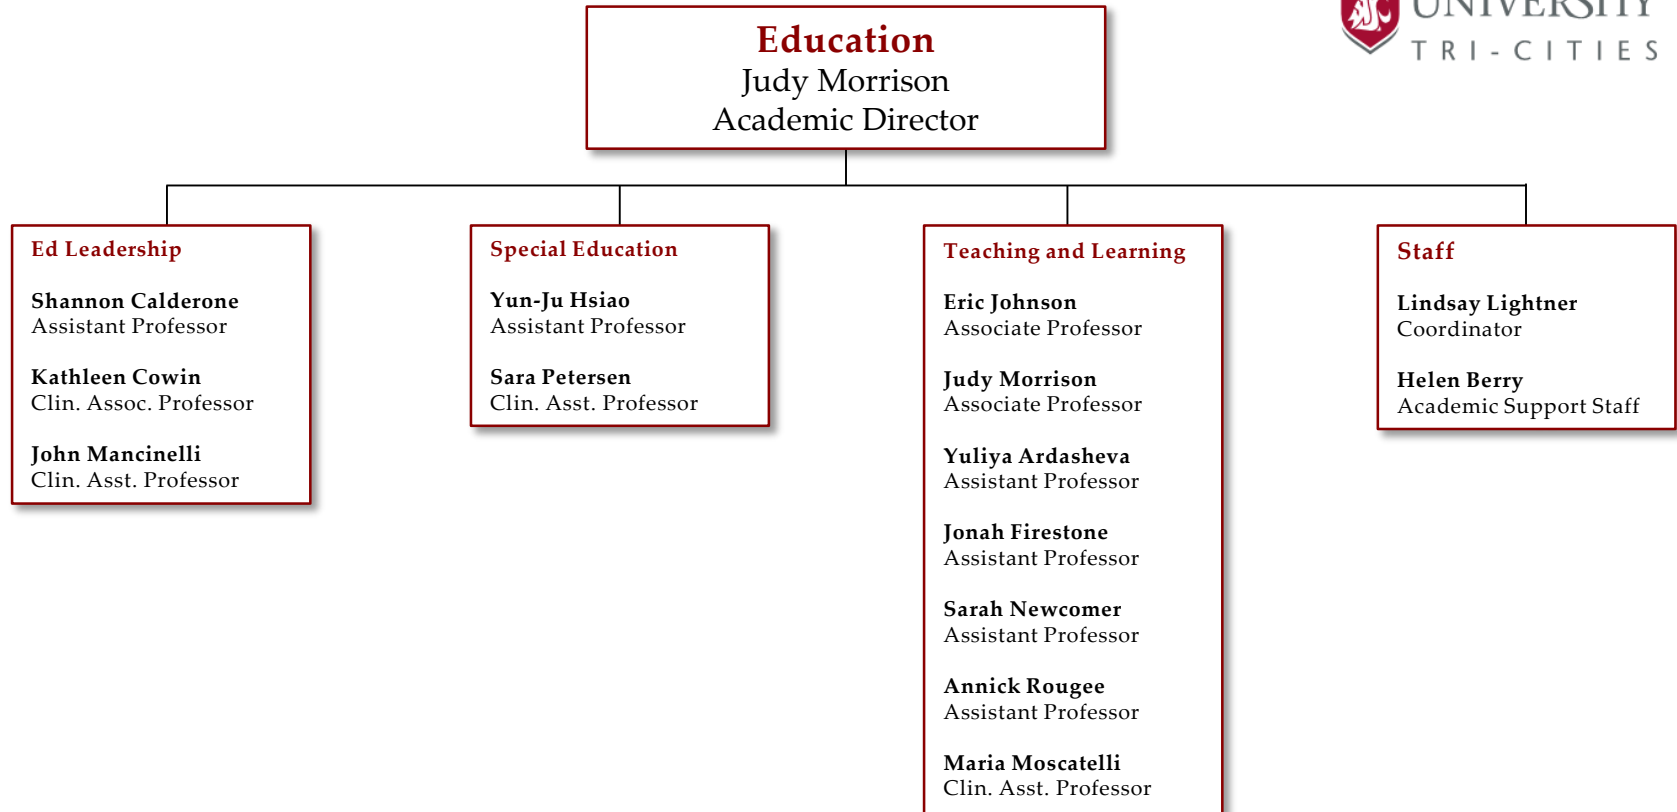 Education
Judy Morrison
Academic Director
UNIVERSITY
TRI-CITIES
Ed Leadership
Shannon Calderone
Assistant Professor
Kathleen Cowin
Clin. Assoc. Professor
John Mancinelli
Clin. Asst. Professor
Special Education
Yun-Ju Hsiao
Assistant Professor
Sara Petersen
Clin. Asst. Professor
Teaching and Learning
Eric Johnson
Associate Professor
Judy Morrison
Associate Professor
Yuliya Ardasheva
Assistant Professor
Jonah Firestone
Assistant Professor
Sarah Newcomer
Assistant Professor
Annick Rougee
Assistant Professor
Maria Moscatelli
Clin. Asst. Professor
Staff
Lindsay Lightner
Coordinator
Helen Berry
Academic Support Staff